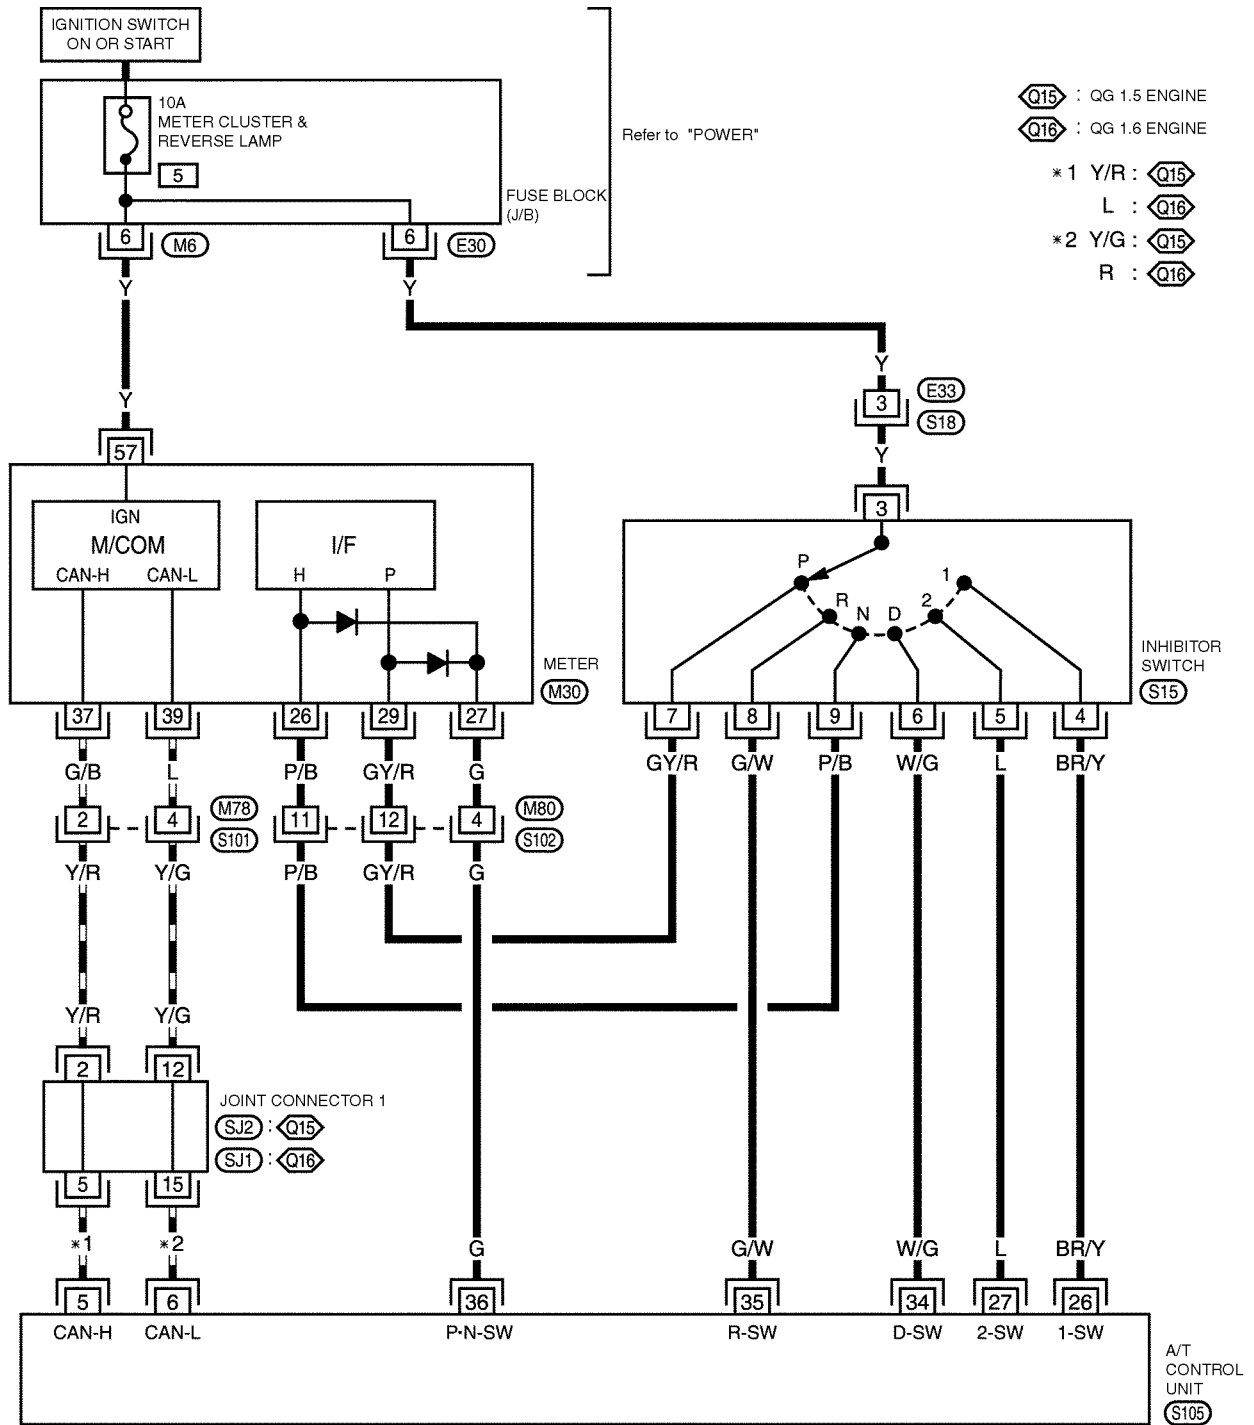 IGNITION SWITCH
ON OR START
10A
METER CLUSTER &
REVERSE LAMP
5
FUSE BLOCK
(J/B)
Refer to "POWER"
Q15 : QG 1.5 ENGINE
Q16 : QG 1.6 ENGINE
*1 Y/R : Q15
L : Q16
*2 Y/G : Q15
R : Q16
6 M6 6 E30
Y Y
Y
Y
3 E33
S18
Y
57
3
IGN
M/COM
CAN-H CAN-L
I/F
H P
METER
M30
P R N D 2 1
INHIBITOR
SWITCH
S15
37 39 26 29 27 7 8 9 6 5 4
G/B L P/B GY/R G GY/R G/W P/B W/G L BR/Y
2 4 M78 11 12 4 M80
S101 S102
Y/R Y/G P/B GY/R G
Y/R Y/G
2 12
JOINT CONNECTOR 1
SJ2 : Q15
SJ1 : Q16
5 15
*1 *2 G G/W W/G L BR/Y
5 6 36 35 34 27 26
CAN-H CAN-L P·N-SW R-SW D-SW 2-SW 1-SW
A/T
CONTROL
UNIT
S105